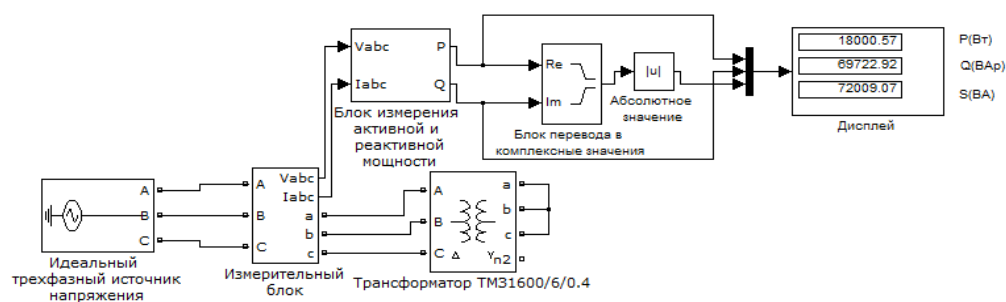 Vabc
Iabc
P
Q
Блок измерения
активной и
реактивной
мощности
Re
Im
Блок перевода в
комплексные значения
|u|
Абсолютное
значение
18000.57
69722.92
72009.07
Дисплей
P(Вт)
Q(ВАр)
S(ВА)
A
B
C
Идеальный
трехфазный источник
напряжения
A
B
C
Vabc
Iabc
a
b
c
Измерительный
блок
A
B
C
Δ
a
b
c
Yn2
Трансформатор ТМЗ1600/6/0.4